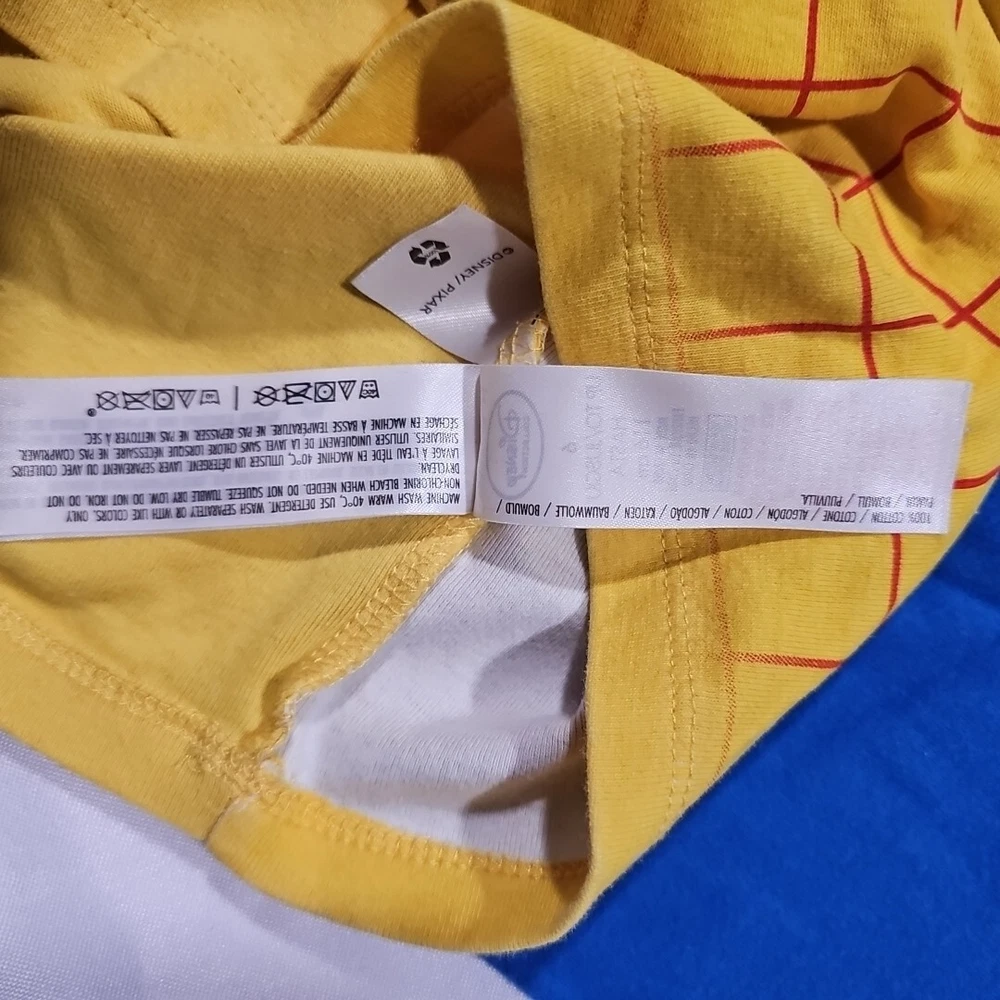 ©DISNEY/ PIXAR
MACHINE WASH WARM 40°C, USE DETERGENT. WASH SEPARATELY OR WITH LIKE COLORS. ONLY
NON-CHLORINE BLEACH WHEN NEEDED. DO NOT SQUEEZE TUMBLE DRY LOW. DO NOT IRON. DO NOT
DRYCLEAN.
LAVAGE À L'EAU TIÈDE EN MACHINE 40°C, UTILISER UN DÉTERGENT. LAVER SÉPARÉMENT OU AVEC COULEURS
SIMILAIRES. UTILISER UNIQUEMENT DE LA JAVE SANS CHLORE LORSQUE NÉCESSAIRE. NE PAS COMPRIMER.
SÉCHAGE EN MACHINE À BASSE TEMPÉRATURE. NE PAS REPASSER. NE PAS NETTOYER À SEC
100% COTTON / COTONE / ALGODÓN / COTON / ALGODÃO / KATOEN / BAUMWOLLE / BOMULD /
BOMULL / PUUVILLA.
Disney